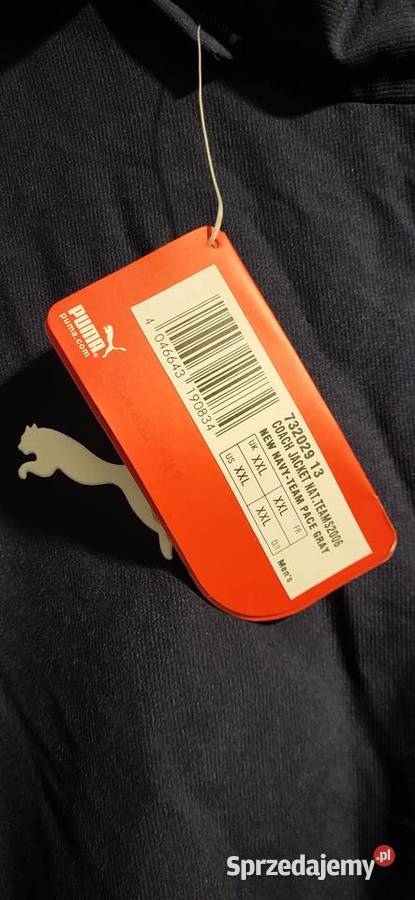 PUMA®
puma.com
4 046643 190834
732029 13
COACH JACKET NAT.TEAMS2006
NEW NAVY-TEAM PACE GRAY
US XXL
UK XXL
XXL FR
XXL D/I
Men's
Sprzedajemy.pl